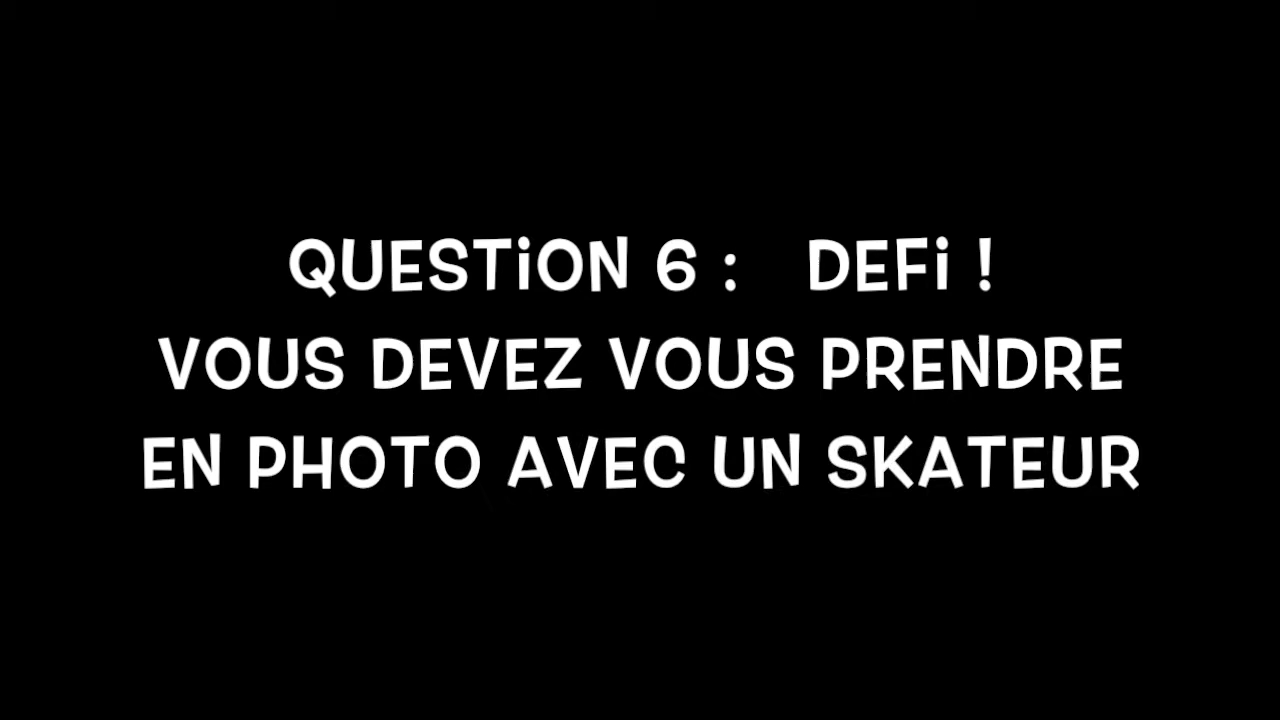 QUESTiON 6 : DEFi !
VOUS DEVEZ VOUS PRENDRE
EN PHOTO AVEC UN SKATEUR